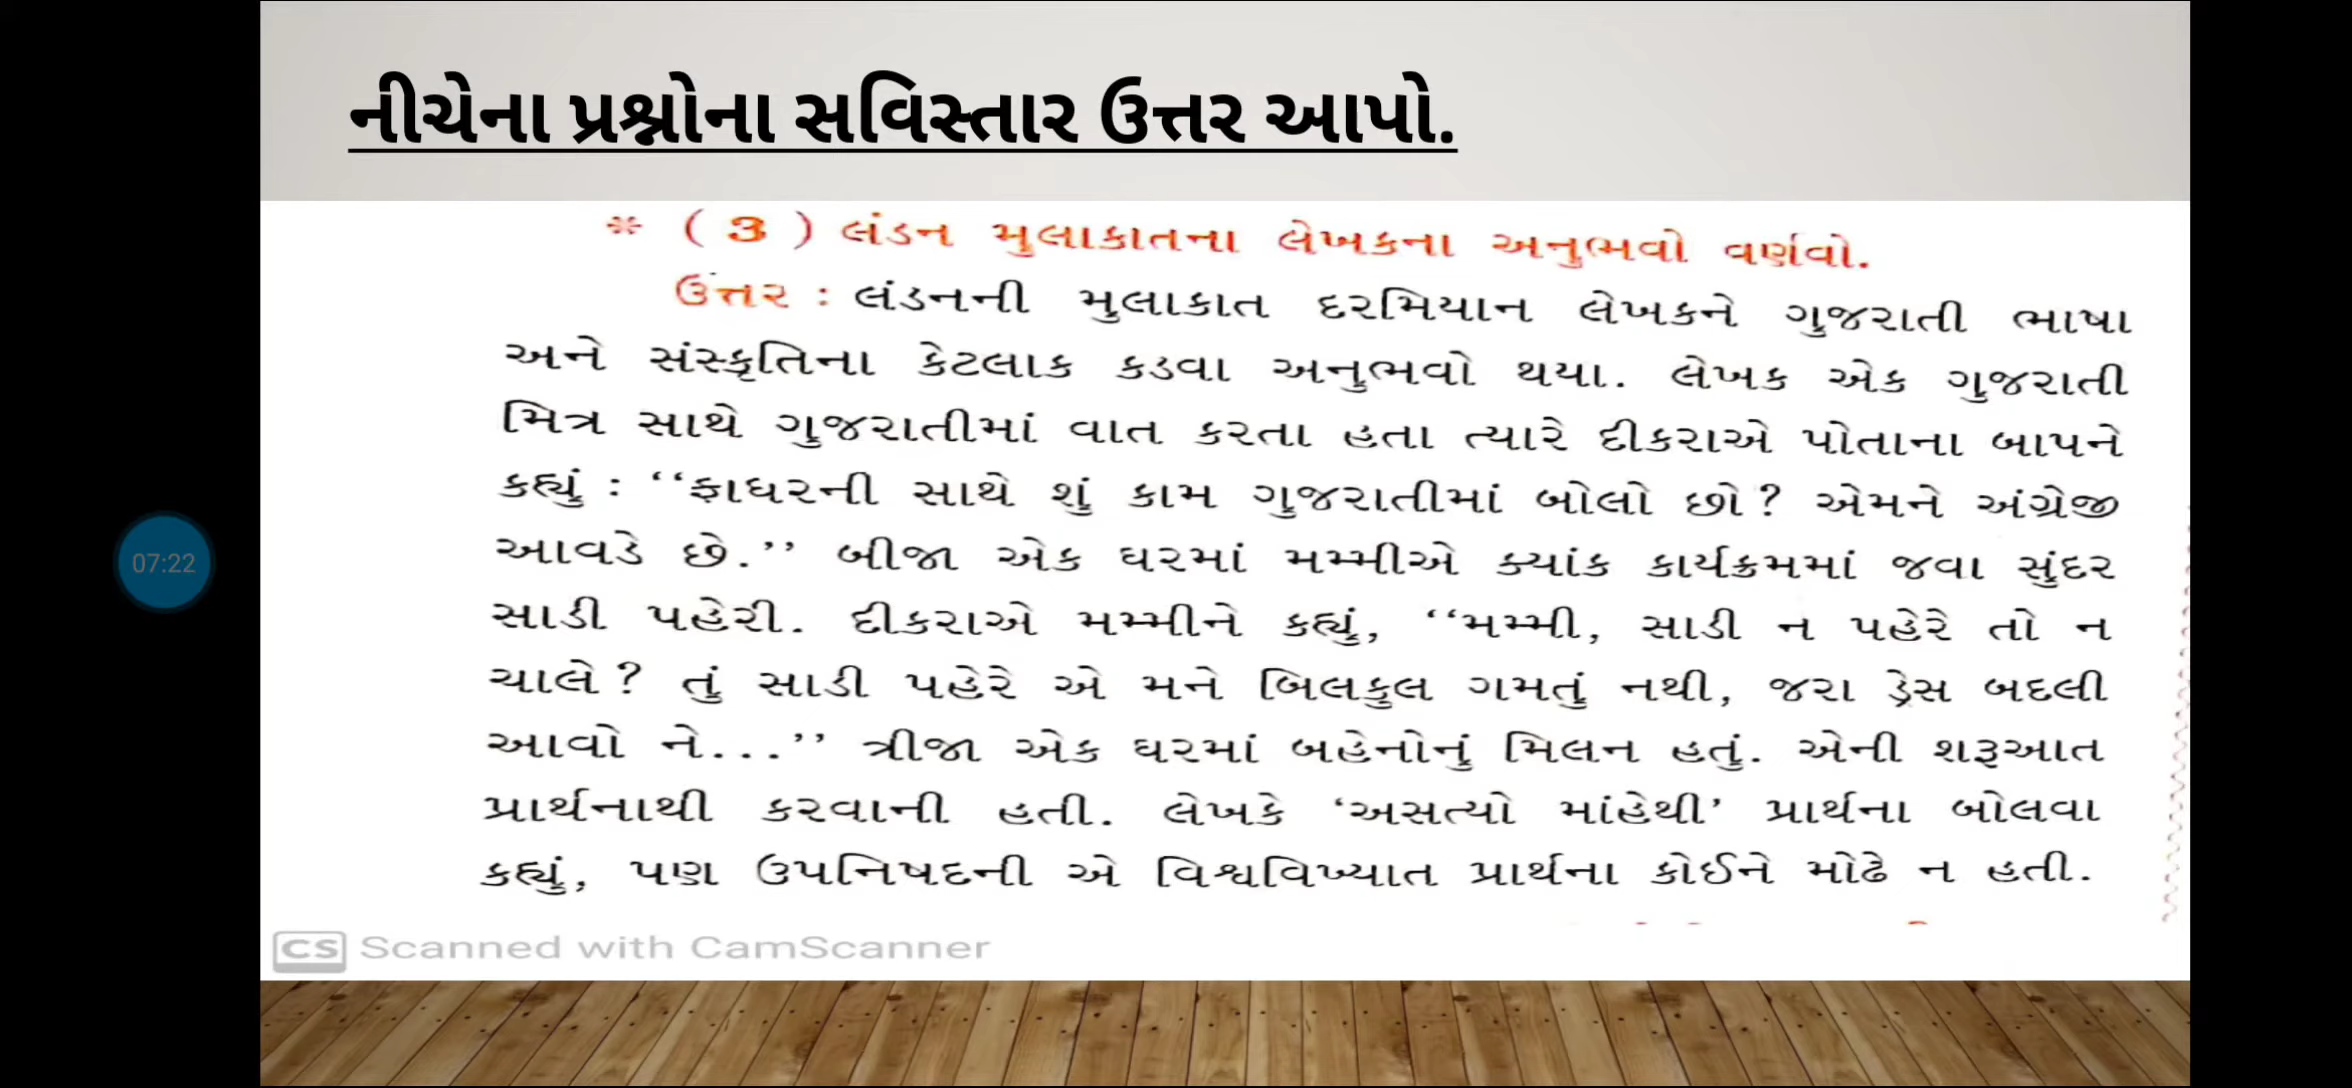 નીચેના પ્રશ્નોના સવિસ્તાર ઉત્તર આપો.
* ( 3 ) લંડન મુલાકાતના લેખકના અનુભવો વર્ણવો.
ઉત્તર : લંડનની મુલાકાત દરમિયાન લેખકને ગુજરાતી ભાષા
અને સંસ્કૃતિના કેટલાક કડવા અનુભવો થયા. લેખક એક ગુજરાતી
મિત્ર સાથે ગુજરાતીમાં વાત કરતા હતા ત્યારે દીકરાએ પોતાના બાપને
કહ્યું : ‘‘ફાધરની સાથે શું કામ ગુજરાતીમાં બોલો છો? એમને અંગ્રેજી
આવડે છે.’’ બીજા એક ઘરમાં મમ્મીએ ક્યાંક કાર્યક્રમમાં જવા સુંદર
સાડી પહેરી. દીકરાએ મમ્મીને કહ્યું, ‘‘મમ્મી, સાડી ન પહેરે તો ન
ચાલે? તું સાડી પહેરે એ મને બિલકુલ ગમતું નથી, જરા ડ્રેસ બદલી
આવો ને...’’ ત્રીજા એક ઘરમાં બહેનોનું મિલન હતું. એની શરૂઆત
પ્રાર્થનાથી કરવાની હતી. લેખકે ‘અસત્યો માંહેથી’ પ્રાર્થના બોલવા
કહ્યું, પણ ઉપનિષદની એ વિશ્વવિખ્યાત પ્રાર્થના કોઈને મોઢે ન હતી.
07:22
CS Scanned with CamScanner